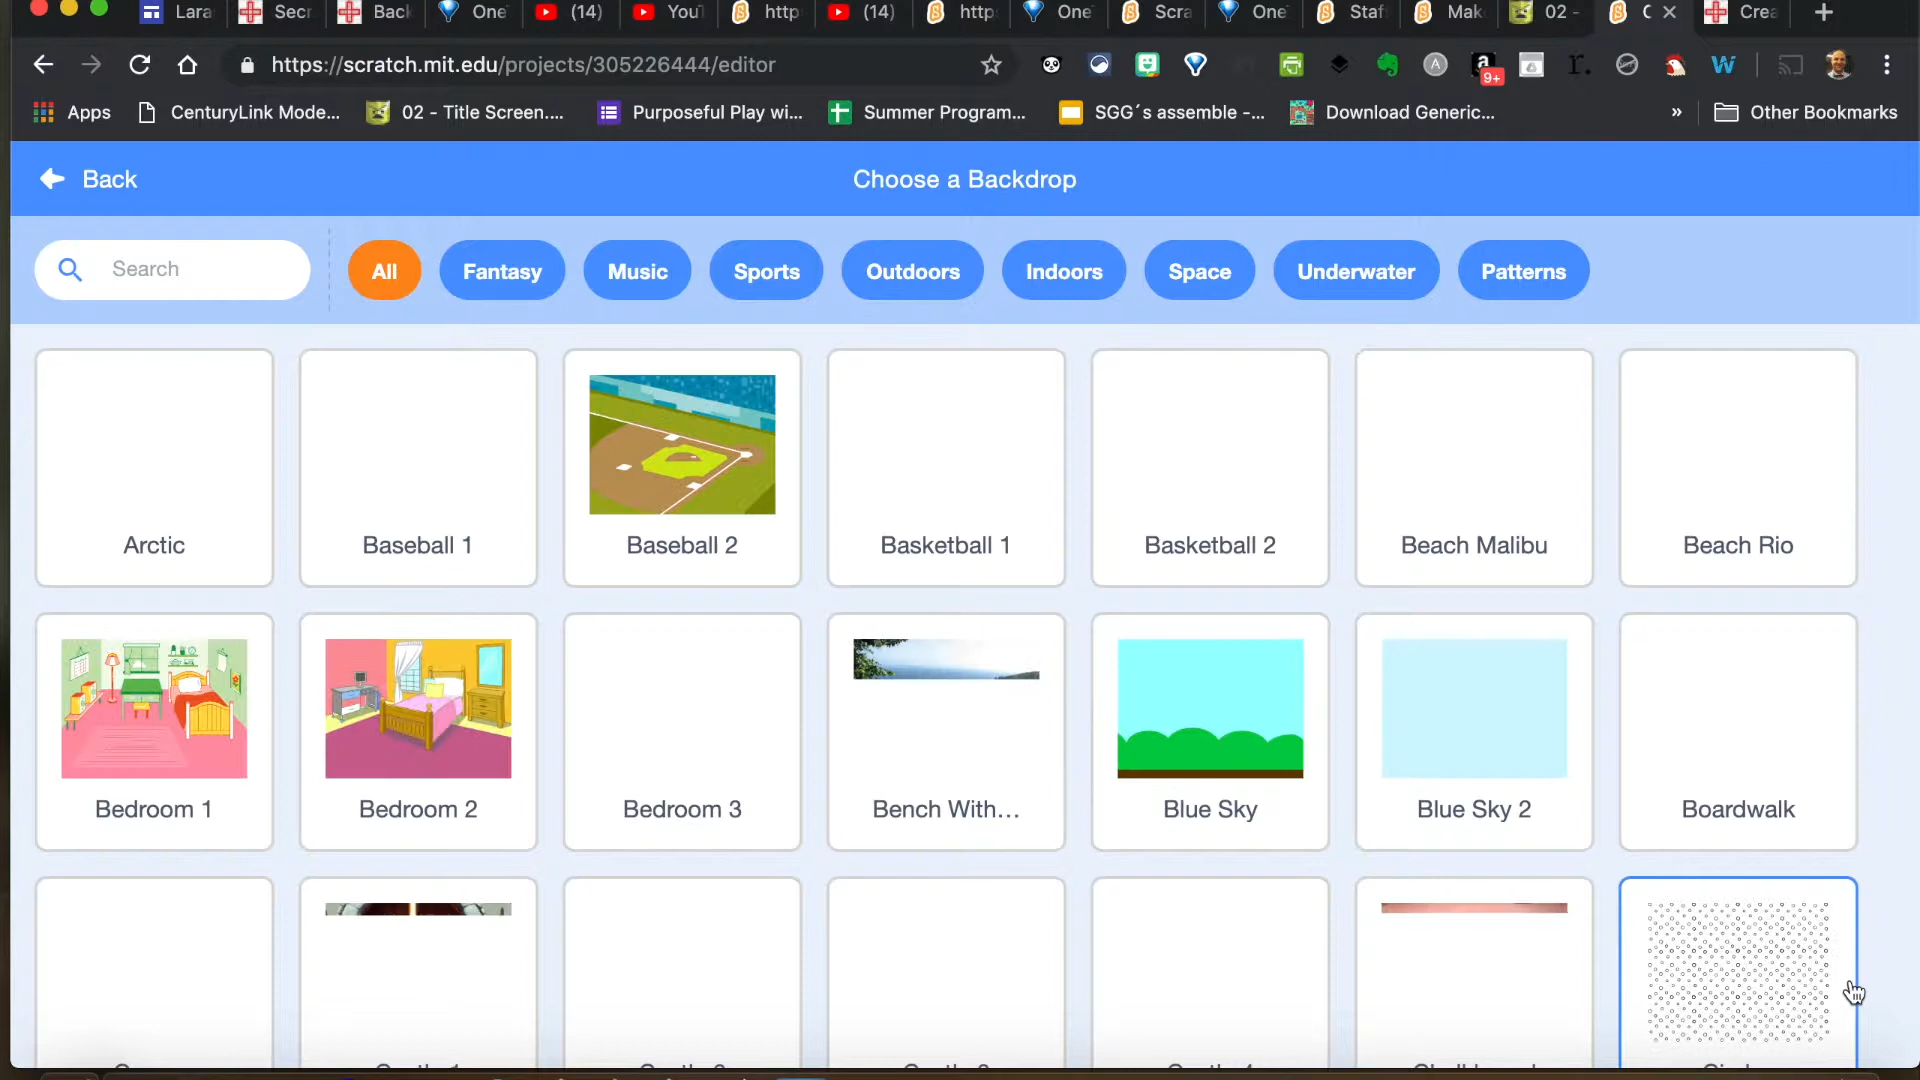 Lara Secr Back One (14) You http (14) http One Scra One Staf Mak 02 - C Crea
https://scratch.mit.edu/projects/305226444/editor
A a 9+ r. W
Apps CenturyLink Mode... 02 - Title Screen.... Purposeful Play wi... Summer Program... SGG´s assemble -... Download Generic... » Other Bookmarks
Back Choose a Backdrop
Search All Fantasy Music Sports Outdoors Indoors Space Underwater Patterns
Arctic Baseball 1 Baseball 2 Basketball 1 Basketball 2 Beach Malibu Beach Rio
Bedroom 1 Bedroom 2 Bedroom 3 Bench With... Blue Sky Blue Sky 2 Boardwalk